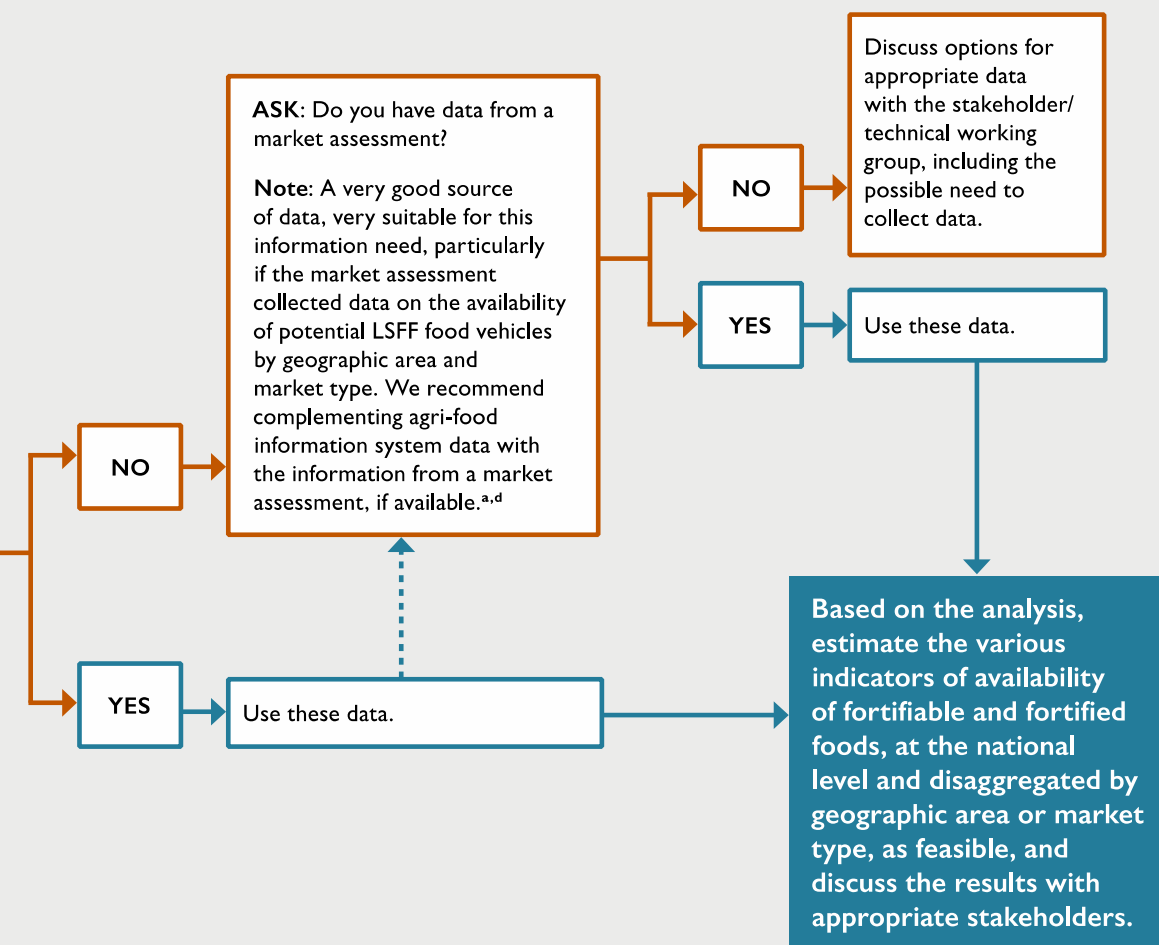 NO
YES
Use these data.
ASK: Do you have data from a
market assessment?
Note: A very good source
of data, very suitable for this
information need, particularly
if the market assessment
collected data on the availability
of potential LSFF food vehicles
by geographic area and
market type. We recommend
complementing agri-food
information system data with
the information from a market
assessment, if available.a,d
NO
Discuss options for
appropriate data
with the stakeholder/
technical working
group, including the
possible need to
collect data.
YES
Use these data.
Based on the analysis,
estimate the various
indicators of availability
of fortifiable and fortified
foods, at the national
level and disaggregated by
geographic area or market
type, as feasible, and
discuss the results with
appropriate stakeholders.